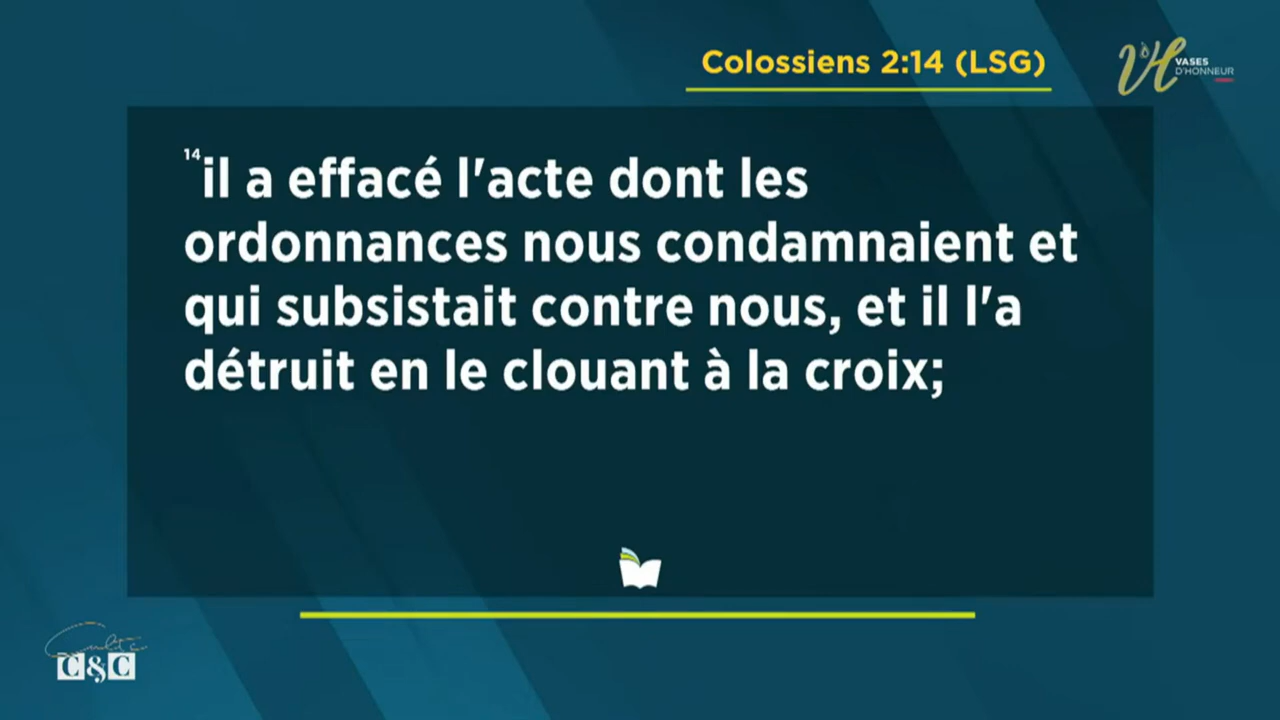 Colossiens 2:14 (LSG)
VASES
D'HONNEUR
14il a effacé l'acte dont les
ordonnances nous condamnaient et
qui subsistait contre nous, et il l'a
détruit en le clouant à la croix;
Culte
C&C